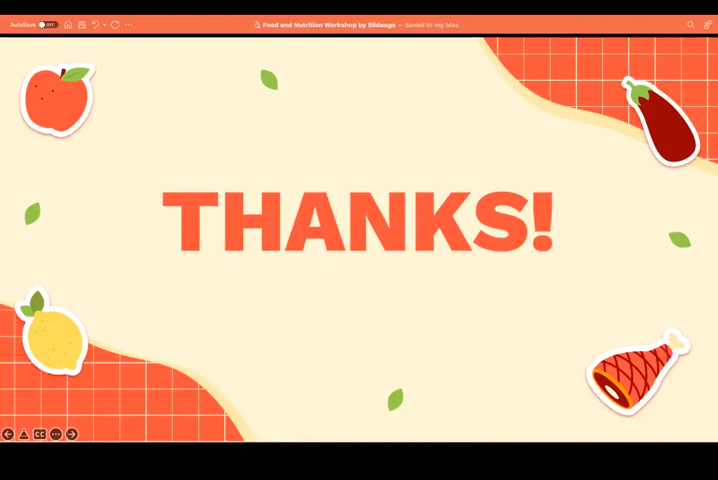 AutoSave OFF
Food and Nutrition Workshop by Slidesgo — Saved to my Mac
THANKS!
CC